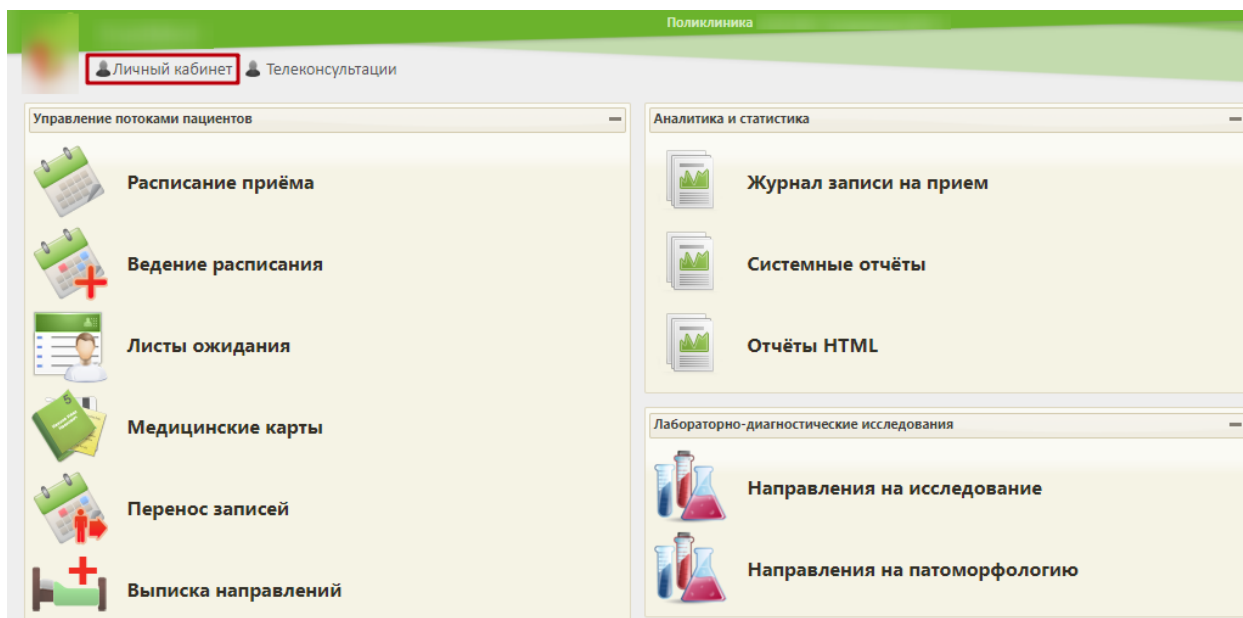 Поликлиника
Личный кабинет Телеконсультации
Управление потоками пациентов
Расписание приёма
Ведение расписания
Листы ожидания
5
Медицинские карты
Перенос записей
Выписка направлений
Аналитика и статистика
Журнал записи на прием
Системные отчёты
Отчёты HTML
Лабораторно-диагностические исследования
Направления на исследование
Направления на патоморфологию